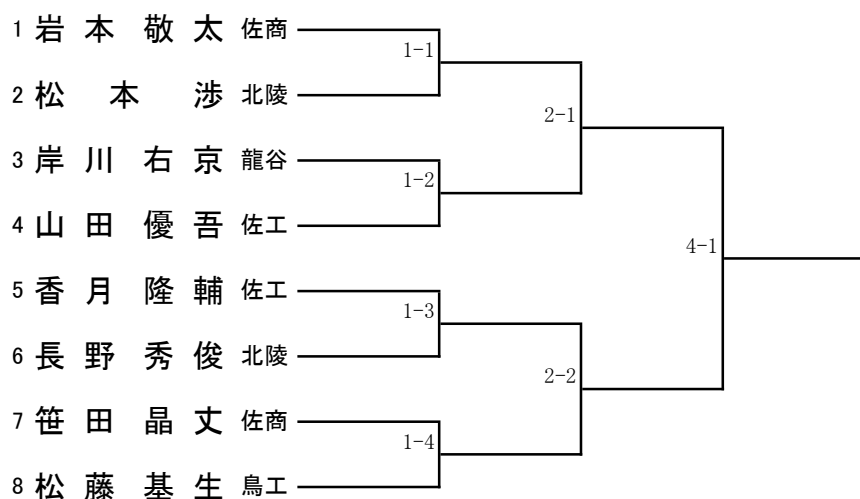 1 岩本敬太 佐商
1-1
2 松本渉 北陵
2-1
3 岸川右京 龍谷
1-2
4 山田優吾 佐工
4-1
5 香月隆輔 佐工
1-3
6 長野秀俊 北陵
2-2
7 笹田晶丈 佐商
1-4
8 松藤基生 鳥工